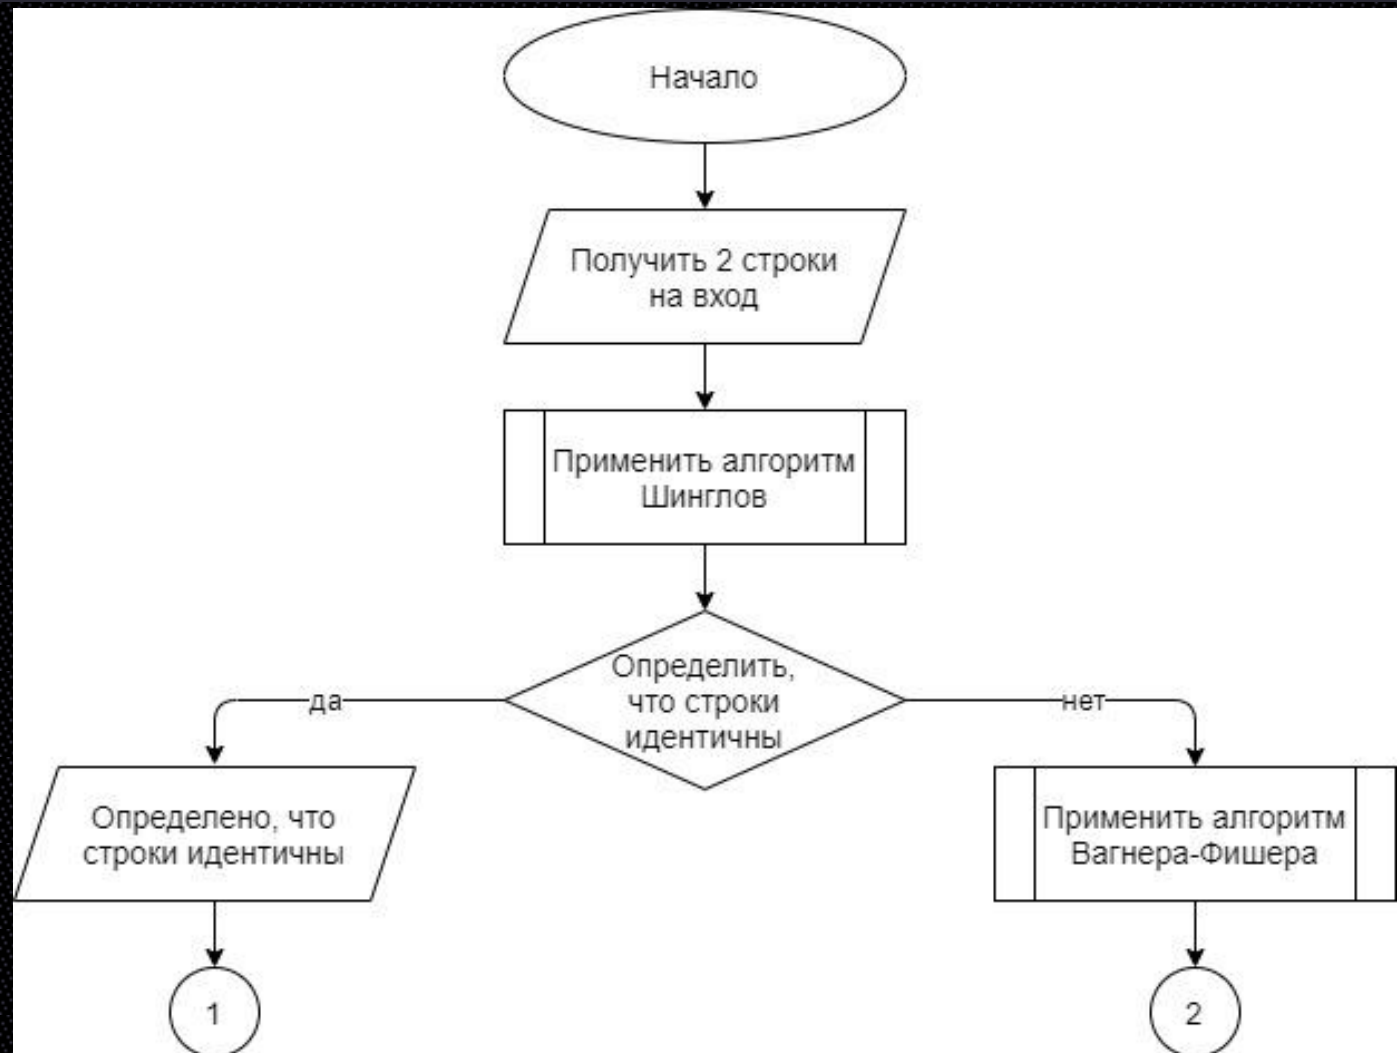 Начало
Получить 2 строки
на вход
Применить алгоритм
Шинглов
Определить,
что строки
идентичны
да
нет
Определено, что
строки идентичны
Применить алгоритм
Вагнера-Фишера
1
2